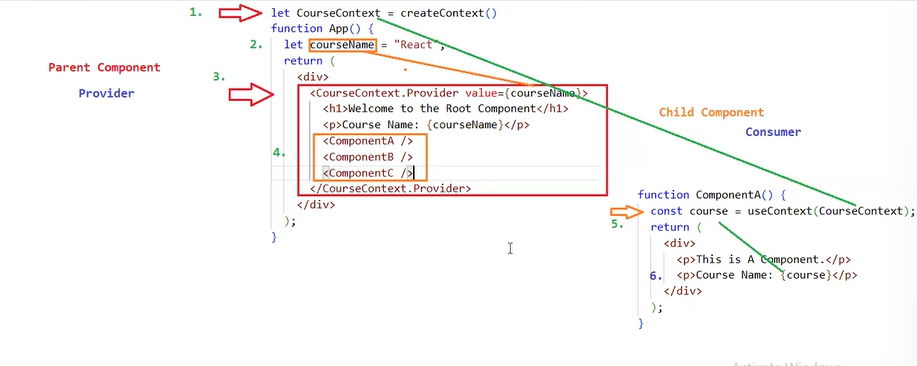 1.
let CourseContext = createContext()
function App() {
2.
let courseName = "React",
return (
3.
<div>
Parent Component
Provider
<CourseContext.Provider value={courseName}>
<h1>Welcome to the Root Component</h1>
<p>Course Name: {courseName}</p>
4.
<ComponentA />
<ComponentB />
<ComponentC />
</CourseContext.Provider>
</div>
);
}
Child Component
Consumer
function ComponentA() {
5.
const course = useContext(CourseContext);
return (
<div>
<p>This is A Component.</p>
6.
<p>Course Name: {course}</p>
</div>
);
}
Activate Windows